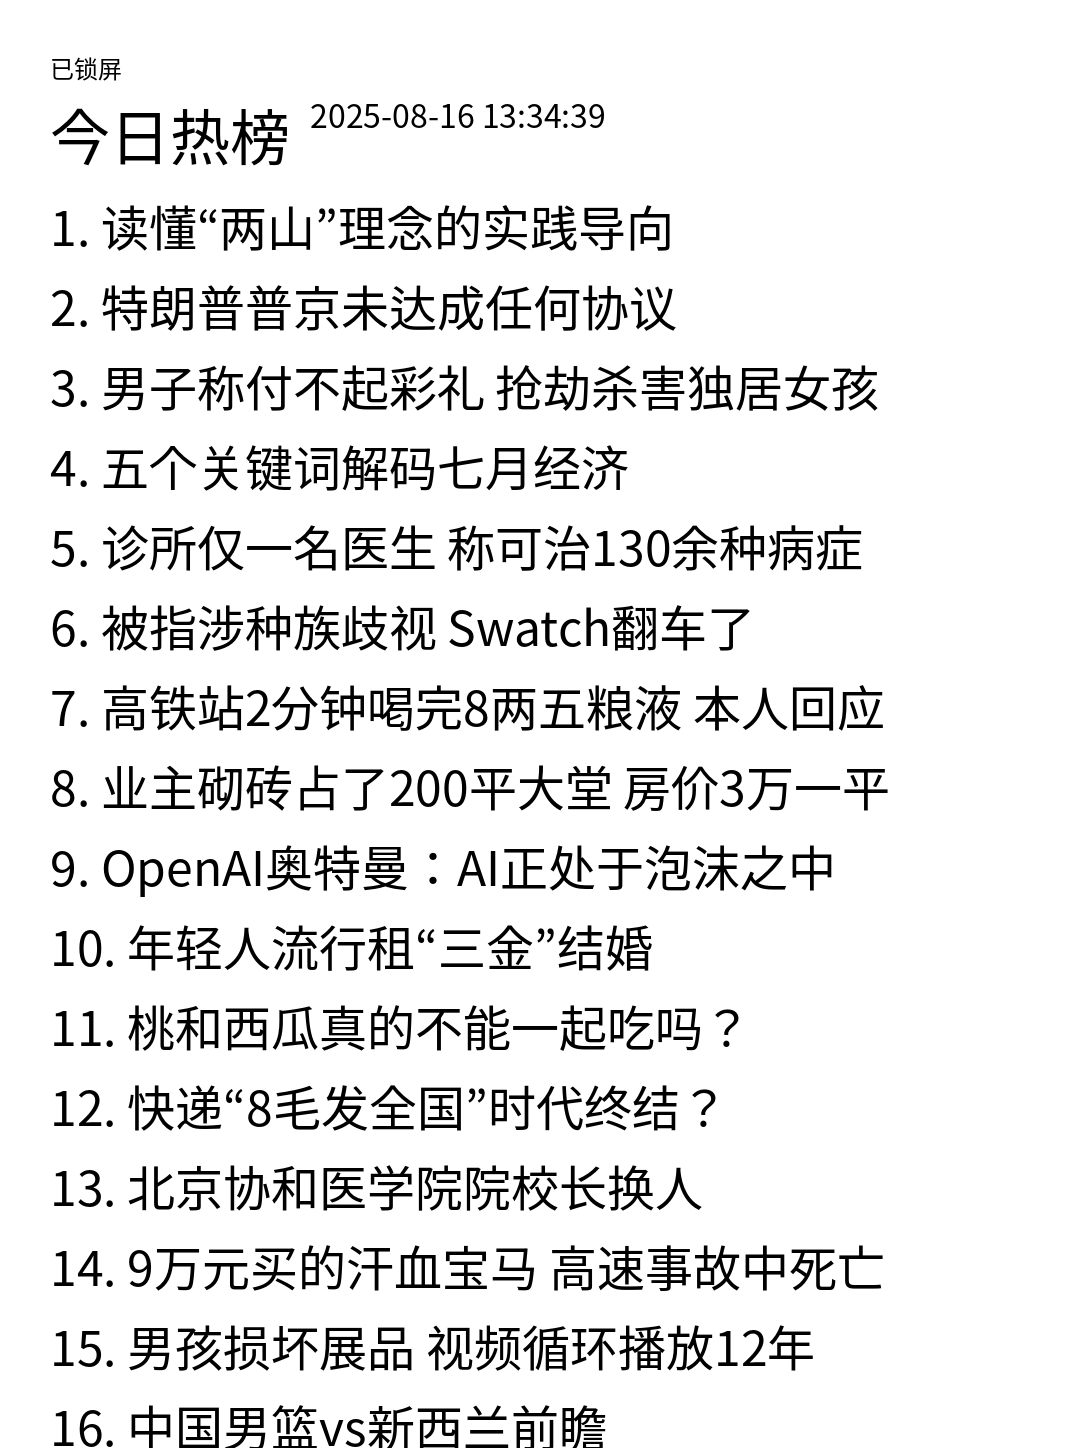 已锁屏
今日热榜 2025-08-16 13:34:39
1. 读懂“两山”理念的实践导向
2. 特朗普普京未达成任何协议
3. 男子称付不起彩礼 抢劫杀害独居女孩
4. 五个关键词解码七月经济
5. 诊所仅一名医生 称可治130余种病症
6. 被指涉种族歧视 Swatch翻车了
7. 高铁站2分钟喝完8两五粮液 本人回应
8. 业主砌砖占了200平大堂 房价3万一平
9. OpenAI奥特曼：AI正处于泡沫之中
10. 年轻人流行租“三金”结婚
11. 桃和西瓜真的不能一起吃吗？
12. 快递“8毛发全国”时代终结？
13. 北京协和医学院院校长换人
14. 9万元买的汗血宝马 高速事故中死亡
15. 男孩损坏展品 视频循环播放12年
16. 中国男篮vs新西兰前瞻